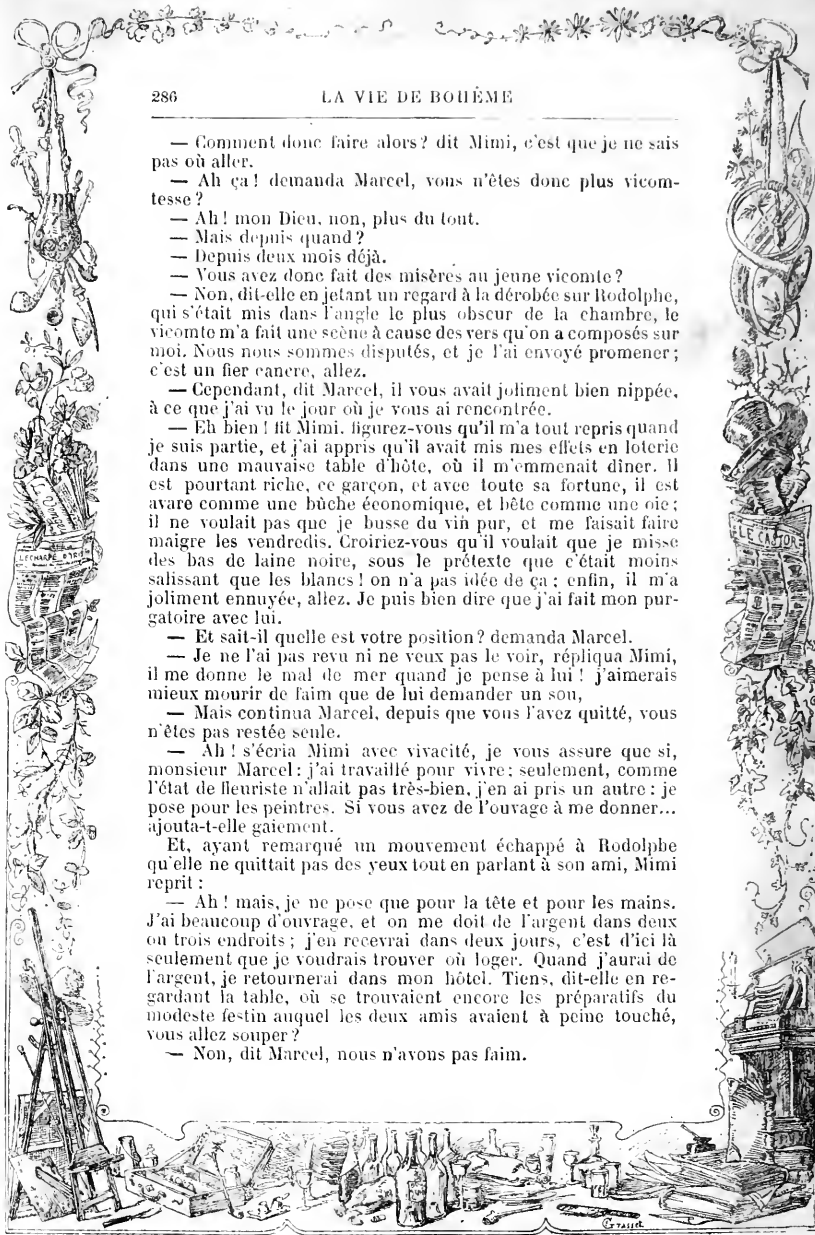 286 LA VIE DE BOHÊME
— Comment donc faire alors? dit Mimi, c'est que je ne sais
pas où aller.
— Ah ça! demanda Marcel, vous n'êtes donc plus vicom-
tesse?
— Ah! mon Dieu, non, plus du tout.
— Mais depuis quand?
— Depuis deux mois déjà.
— Vous avez donc fait des misères au jeune vicomte?
— Non, dit-elle en jetant un regard à la dérobée sur Rodolphe,
qui s'était mis dans l'angle le plus obscur de la chambre, le
vicomte m'a fait une scène à cause des vers qu'on a composés sur
moi. Nous nous sommes disputés, et je l'ai envoyé promener;
c'est un fier cancre, allez.
— Cependant, dit Marcel, il vous avait joliment bien nippée,
à ce que j'ai vu le jour où je vous ai rencontrée.
— Eh bien! fit Mimi, figurez-vous qu'il m'a tout repris quand
je suis partie, et j'ai appris qu'il avait mis mes effets en loterie
dans une mauvaise table d'hôte, où il m'emmenait dîner. Il
est pourtant riche, ce garçon, et avec toute sa fortune, il est
avare comme une bûche économique, et bête comme une oie;
il ne voulait pas que je busse du vin pur, et me faisait faire
maigre les vendredis. Croiriez-vous qu'il voulait que je misse
des bas de laine noire, sous le prétexte que c'était moins
salissant que les blancs! on n'a pas idée de ça; enfin, il m'a
joliment ennuyée, allez. Je puis bien dire que j'ai fait mon pur-
gatoire avec lui.
— Et sait-il quelle est votre position? demanda Marcel.
— Je ne l'ai pas revu ni ne veux pas le voir, répliqua Mimi,
il me donne le mal de mer quand je pense à lui! j'aimerais
mieux mourir de faim que de lui demander un sou,
— Mais continua Marcel, depuis que vous l'avez quitté, vous
n'êtes pas restée seule.
— Ah! s'écria Mimi avec vivacité, je vous assure que si,
monsieur Marcel: j'ai travaillé pour vivre; seulement, comme
l'état de fleuriste n'allait pas très-bien, j'en ai pris un autre: je
pose pour les peintres. Si vous avez de l'ouvage à me donner...
ajouta-t-elle gaiement.
Et, ayant remarqué un mouvement échappé à Rodolphe
qu'elle ne quittait pas des yeux tout en parlant à son ami, Mimi
reprit:
— Ah! mais, je ne pose que pour la tête et pour les mains.
J'ai beaucoup d'ouvrage, et on me doit de l'argent dans deux
ou trois endroits; j'en recevrai dans deux jours, c'est d'ici là
seulement que je voudrais trouver où loger. Quand j'aurai de
l'argent, je retournerai dans mon hôtel. Tiens, dit-elle en re-
gardant la table, où se trouvaient encore les préparatifs du
modeste festin auquel les deux amis avaient à peine touché,
vous allez souper?
— Non, dit Marcel, nous n'avons pas faim.
L'ECHARPE D'IRIS
LE CASTOR
Grasset